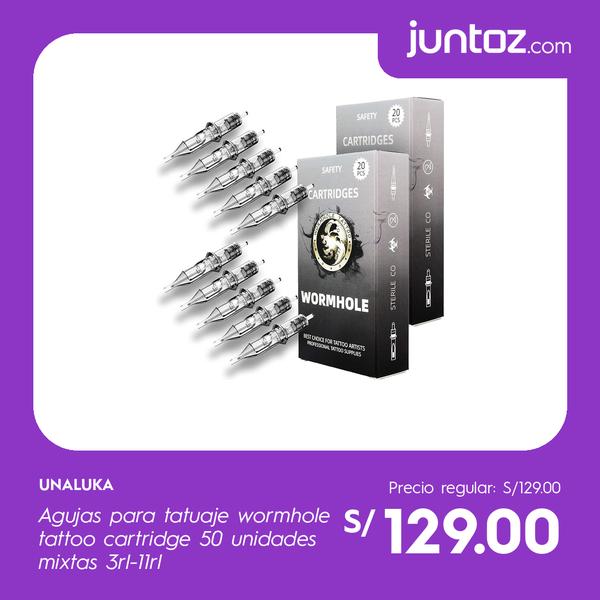 juntoz.com
SAFETY
20
PCS
CARTRIDGES
STERILE CO
SAFETY
20
PCS
CARTRIDGES
WORMHOLE
BEST CHOICE FOR TATTOO ARTISTS
PROFESSIONAL TATTOO SUPPLIES
STERILE CO
UNALUKA
Agujas para tatuaje wormhole
tattoo cartridge 50 unidades
mixtas 3rl-11rl
Precio regular: S/129.00
S/ 129.00